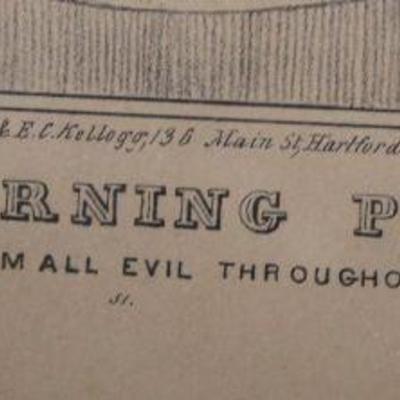 & E.C. Kellogg, 136 Main St, Hartford
RNING P
M ALL EVIL THROUGHO
51.